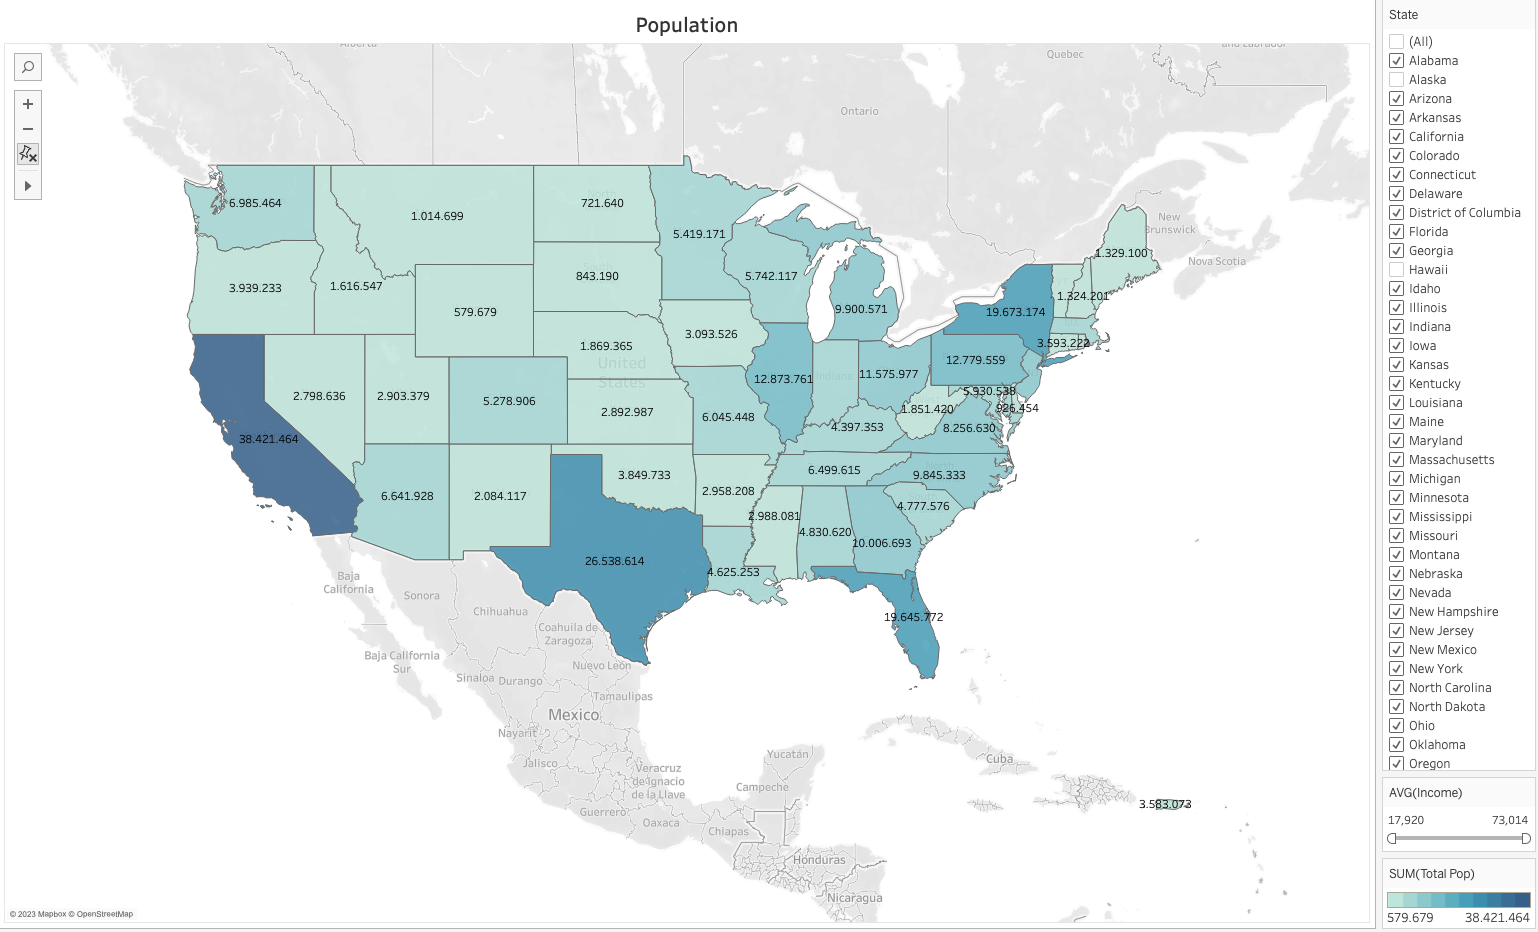 Population
Alberta
Quebec
and Labrador
Ontario
New
Brunswick
Nova Scotia
6.985.464
1.014.699
721.640
North
5.419.171
1.329.100
3.939.233
1.616.547
843.190
South
5.742.117
9.900.571
1.324.201
579.679
19.673.174
3.093.526
3.593.222
1.869.365
United
States
12.779.559
12.873.761
Indiana
11.575.977
2.798.636
2.903.379
5.278.906
2.892.987
5.930.538
6.045.448
1.851.420
926.454
4.397.353
8.256.630
38.421.464
6.499.615
North
9.845.333
3.849.733
6.641.928
2.084.117
2.958.208
South
4.777.576
2.988.081
4.830.620
10.006.693
26.538.614
4.625.253
19.645.772
Baja
California
Sonora
Chihuahua
Coahuila de
Zaragoza
Baja California
Sur
Nuevo León
Sinaloa
Durango
Tamaulipas
Mexico
Nayarit
Jalisco
Veracruz
de Ignacio
de la Llave
Yucatán
Campeche
Guerrero
Oaxaca
Chiapas
Cuba
3.583.073
Honduras
Nicaragua
© 2023 Mapbox © OpenStreetMap
State
(All)
Alabama
Alaska
Arizona
Arkansas
California
Colorado
Connecticut
Delaware
District of Columbia
Florida
Georgia
Hawaii
Idaho
Illinois
Indiana
Iowa
Kansas
Kentucky
Louisiana
Maine
Maryland
Massachusetts
Michigan
Minnesota
Mississippi
Missouri
Montana
Nebraska
Nevada
New Hampshire
New Jersey
New Mexico
New York
North Carolina
North Dakota
Ohio
Oklahoma
Oregon
AVG(Income)
17,920 73,014
SUM(Total Pop)
579.679 38.421.464